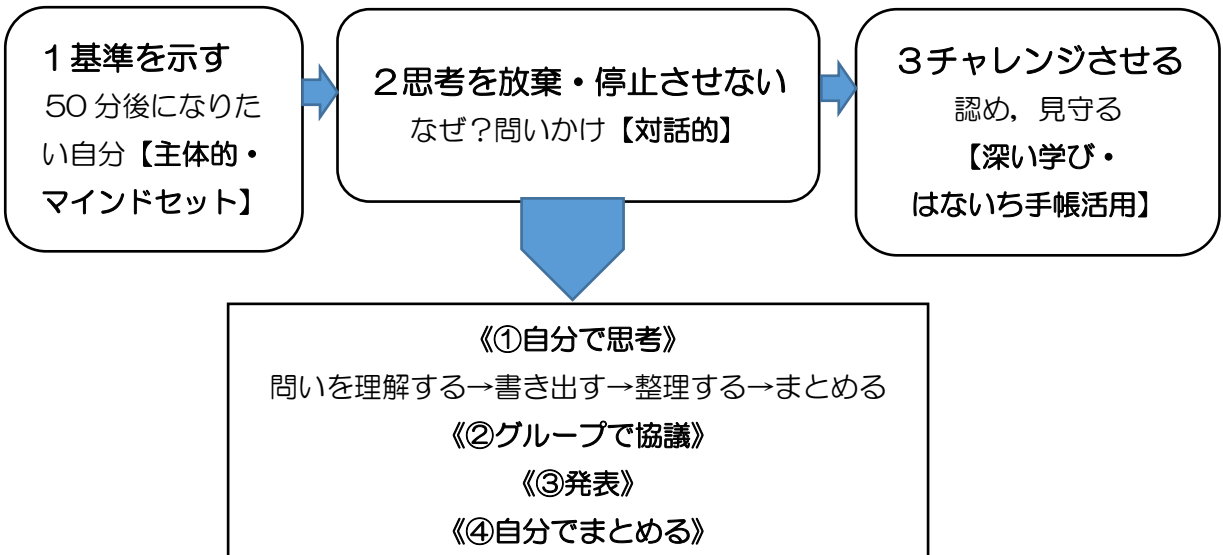 1基準を示す
50分後になりた
い自分【主体的・
マインドセット】
2思考を放棄・停止させない
なぜ?問いかけ【対話的】
3チャレンジさせる
認め,見守る
【深い学び・
はないち手帳活用】
《①自分で思考》
問いを理解する→書き出す→整理する→まとめる
《②グループで協議》
《③発表》
《④自分でまとめる》